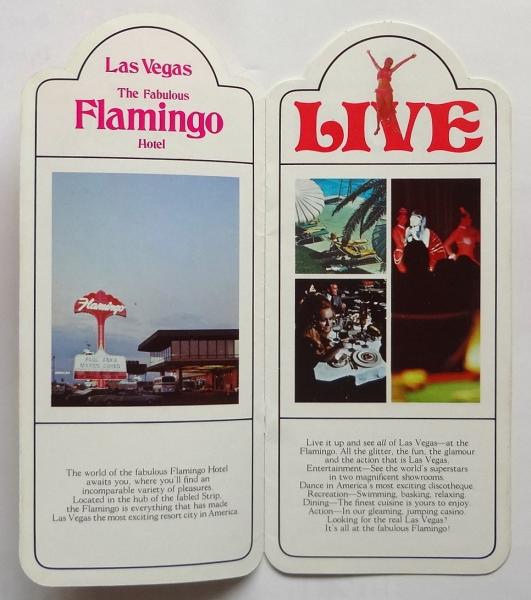 Las Vegas
The Fabulous
Flamingo
Hotel
Flamingo
PAUL ANKA
The world of the fabulous Flamingo Hotel
awaits you, where you'll find an
incomparable variety of pleasures.
Located in the hub of the fabled Strip,
the Flamingo is everything that has made
Las Vegas the most exciting resort city in America.
LIVE
Live it up and see all of Las Vegas—at the
Flamingo. All the glitter, the fun, the glamour
and the action that is Las Vegas.
Entertainment—See the world's superstars
in two magnificent showrooms.
Dance in America's most exciting discotheque.
Recreation—Swimming, basking, relaxing.
Dining—The finest cuisine is yours to enjoy.
Action—In our gleaming, jumping casino.
Looking for the real Las Vegas?
It's all at the fabulous Flamingo!